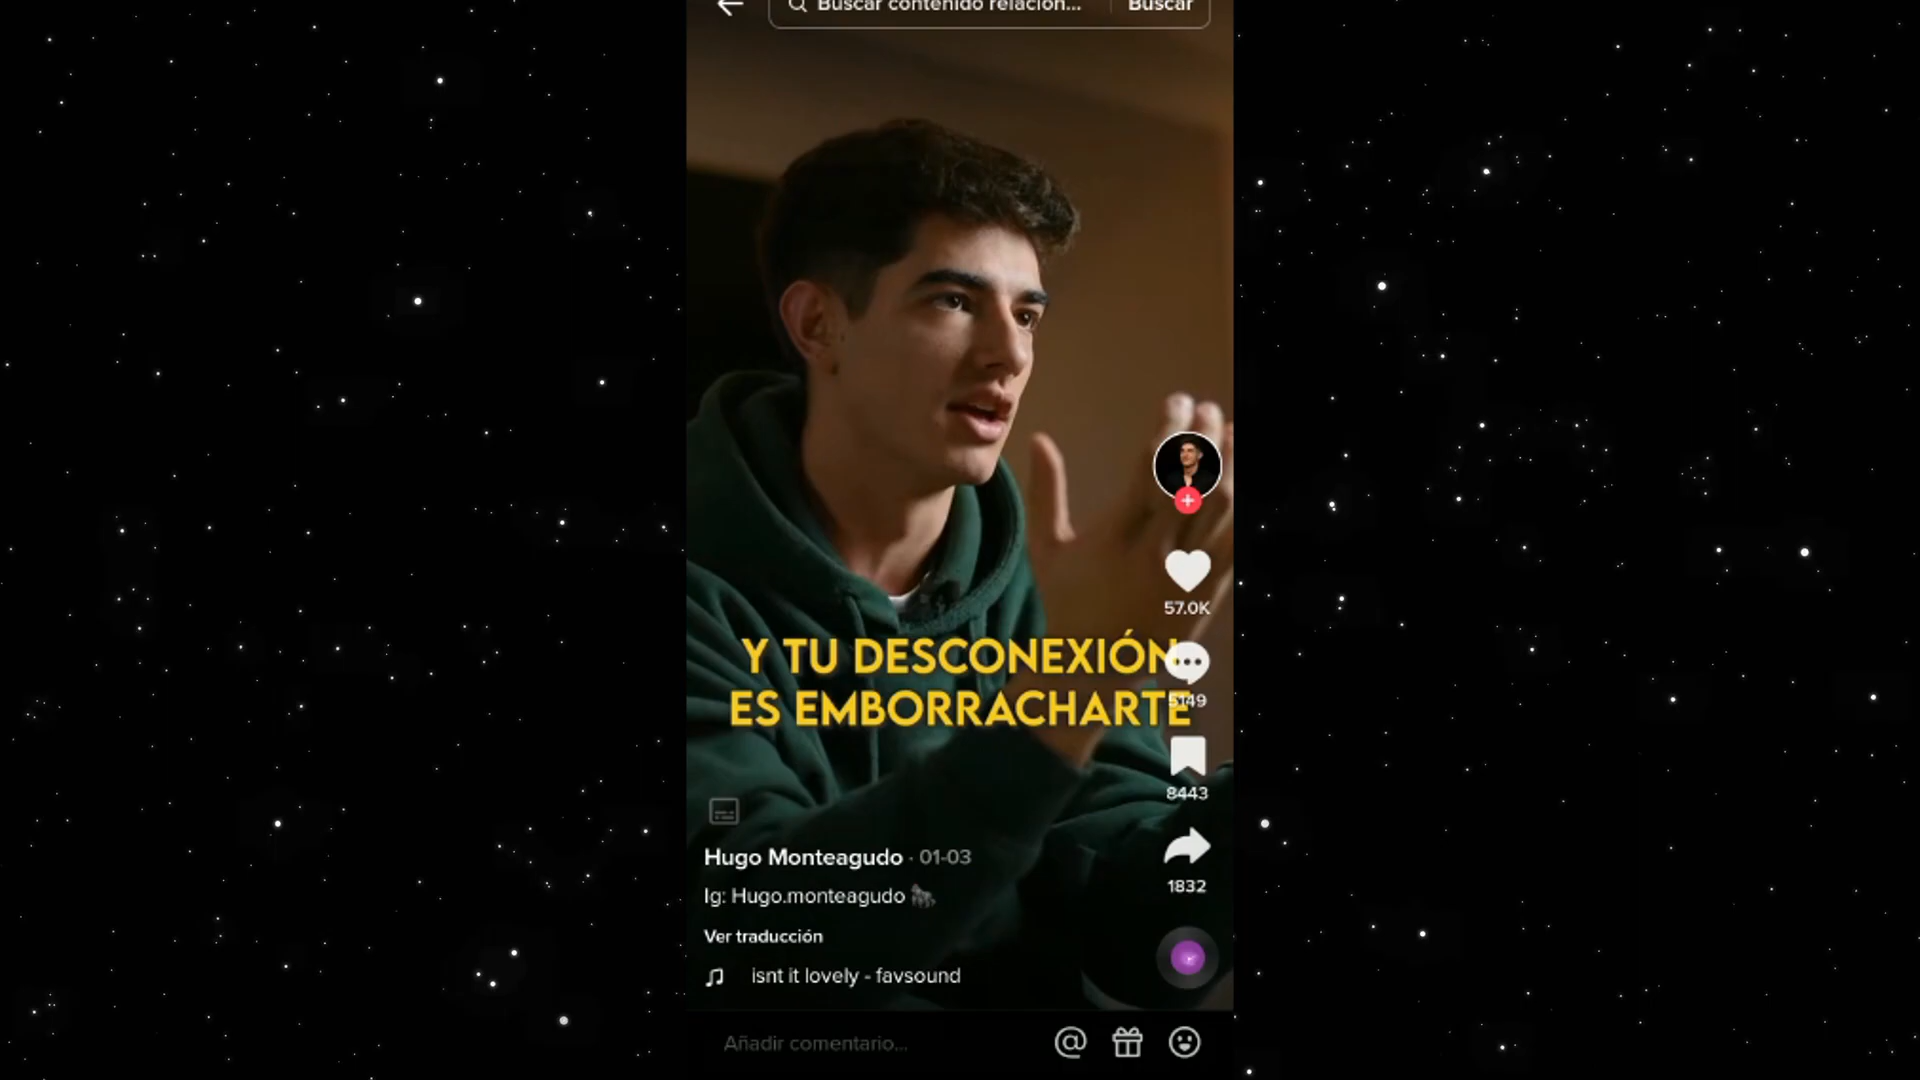 Buscar contenido relacion... Buscar
57.0K
Y TU DESCONEXIÓN
ES EMBORRACHARTE
5149
8443
Hugo Monteagudo · 01-03
Ig: Hugo.monteagudo 🦍
1832
Ver traducción
isnt it lovely - favsound
Añadir comentario...